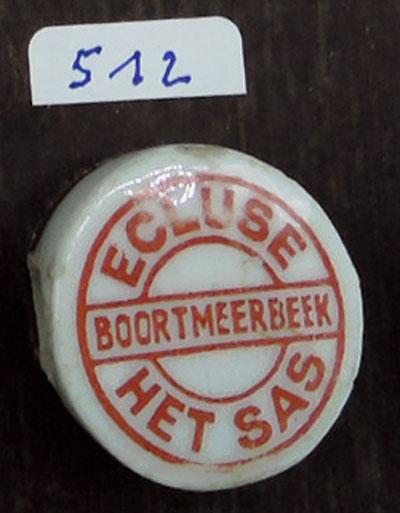 512
ECLUSE
BOORTMEERBEEK
HET SAS